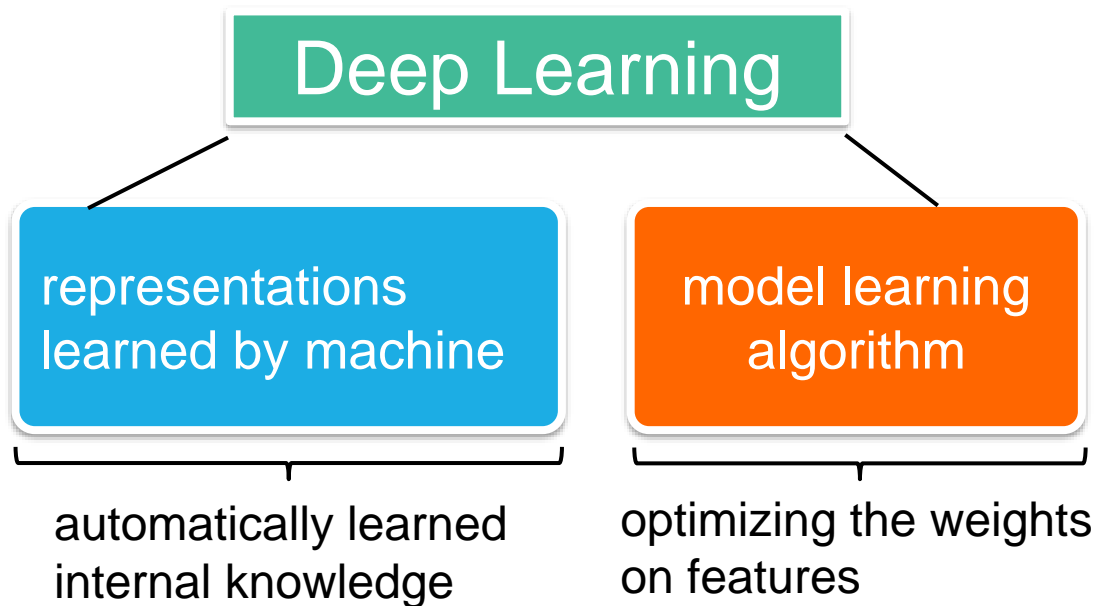 Deep Learning
representations
learned by machine
model learning
algorithm
automatically learned
internal knowledge
optimizing the weights
on features